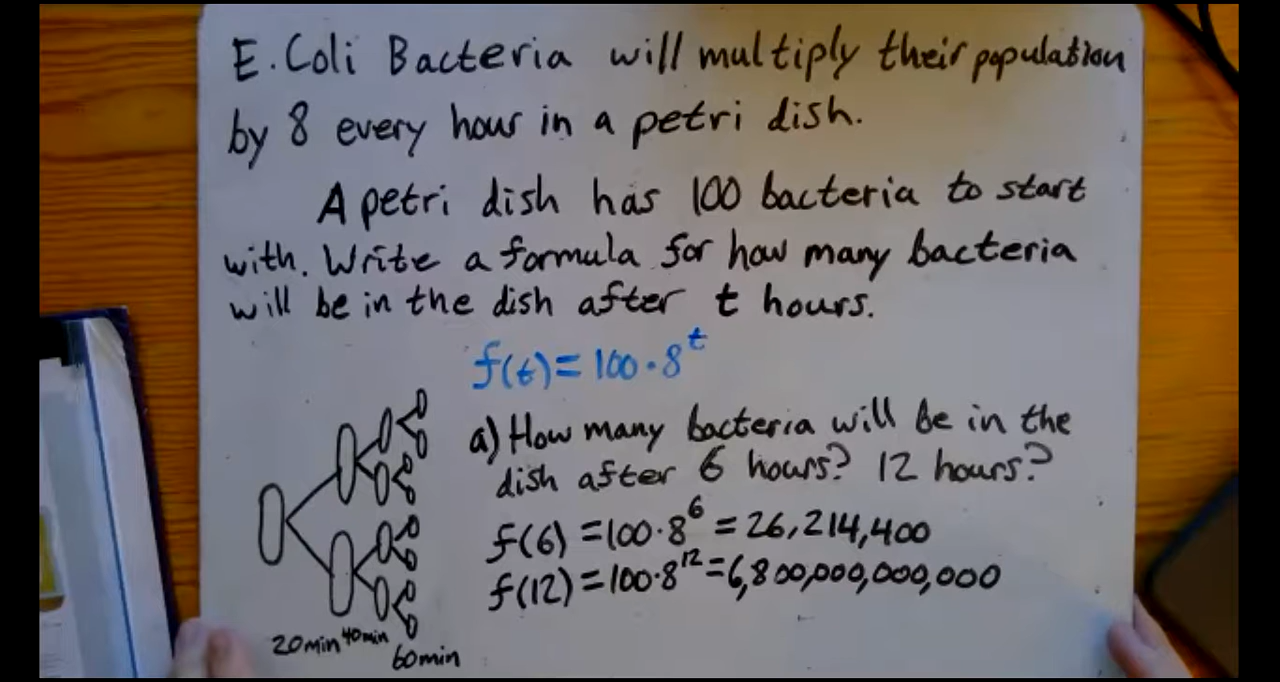 E. Coli Bacteria will multiply their population
by 8 every hour in a petri dish.
A petri dish has 100 bacteria to start
with. Write a formula for how many bacteria
will be in the dish after t hours.
f(t) = 100 · 8^t
a) How many bacteria will be in the
dish after 6 hours? 12 hours?
f(6) = 100 · 8^6 = 26,214,400
f(12) = 100 · 8^12 = 6,800,000,000,000
20min 40min
60min